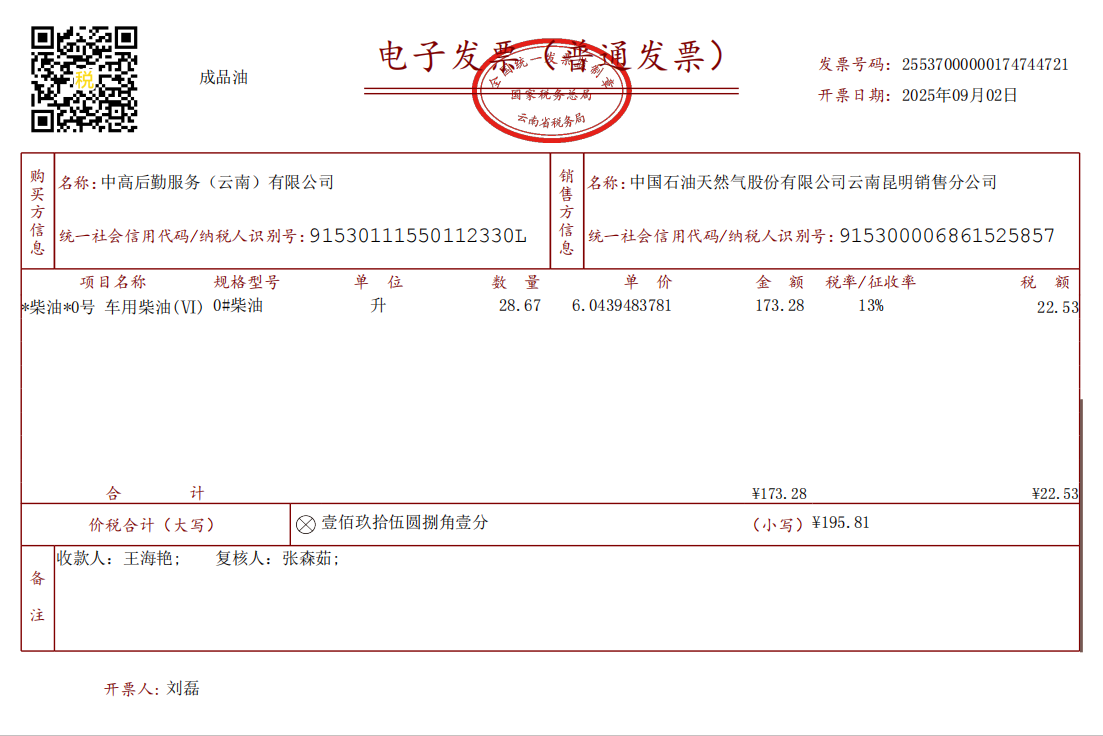 税
成品油
电子发票（普通发票）
全国统一发票监制章
国家税务总局
云南省税务局
发票号码：25537000000174744721
开票日期：2025年09月02日
购买方信息
名称：中高后勤服务（云南）有限公司
统一社会信用代码/纳税人识别号：91530111550112330L
销售方信息
名称：中国石油天然气股份有限公司云南昆明销售分公司
统一社会信用代码/纳税人识别号：915300006861525857
项目名称 规格型号 单 位 数 量 单 价 金 额 税率/征收率 税 额
*柴油*0号 车用柴油(VI) 0#柴油 升 28.67 6.0439483781 173.28 13% 22.53
合 计 ¥173.28 ¥22.53
价税合计（大写） 壹佰玖拾伍圆捌角壹分 （小写）¥195.81
备注
收款人：王海艳; 复核人：张森茹;
开票人：刘磊